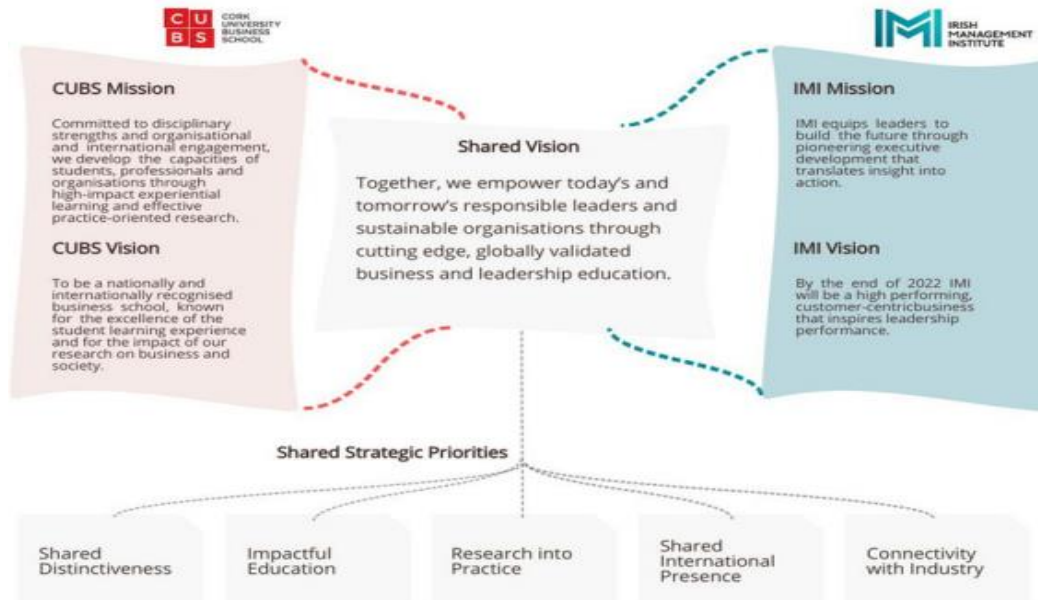 CUBS
CORK
UNIVERSITY
BUSINESS
SCHOOL
IMI
IRISH
MANAGEMENT
INSTITUTE
CUBS Mission
Committed to disciplinary
strengths and organisational
and international engagement,
we develop the capacities of
students, professionals and
organisations through
high-impact experiential
learning and effective
practice-oriented research.
CUBS Vision
To be a nationally and
internationally recognised
business school, known
for the excellence of the
student learning experience
and for the impact of our
research on business and
society.
Shared Vision
Together, we empower today's and
tomorrow's responsible leaders and
sustainable organisations through
cutting edge, globally validated
business and leadership education.
IMI Mission
IMI equips leaders to
build the future through
pioneering executive
development that
translates insight into
action.
IMI Vision
By the end of 2022 IMI
will be a high performing,
customer-centricbusiness
that inspires leadership
performance.
Shared Strategic Priorities
Shared
Distinctiveness
Impactful
Education
Research into
Practice
Shared
International
Presence
Connectivity
with Industry